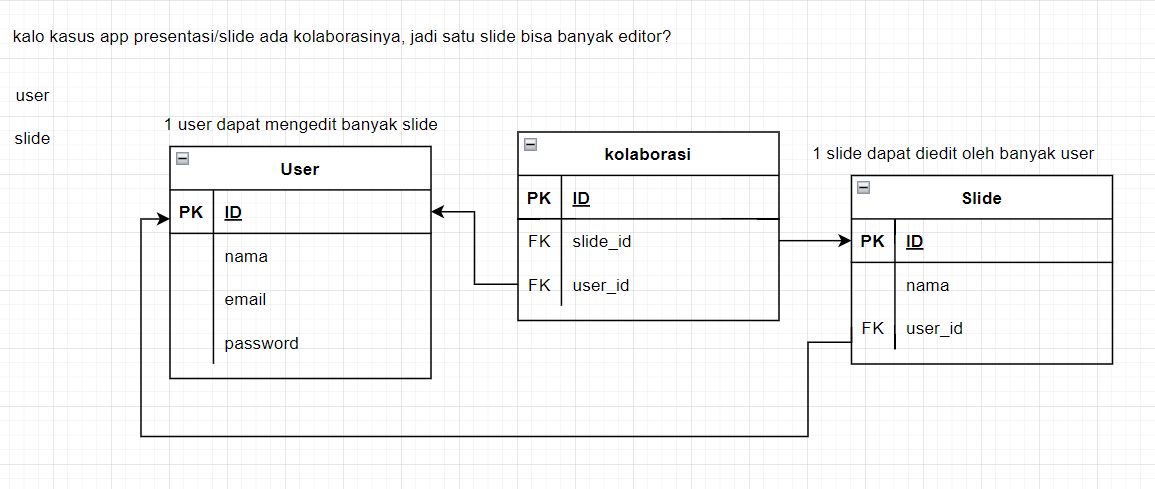 kalo kasus app presentasi/slide ada kolaborasinya, jadi satu slide bisa banyak editor?
user
slide
1 user dapat mengedit banyak slide
User
PK ID
nama
email
password
kolaborasi
PK ID
FK slide_id
FK user_id
1 slide dapat diedit oleh banyak user
Slide
PK ID
nama
FK user_id